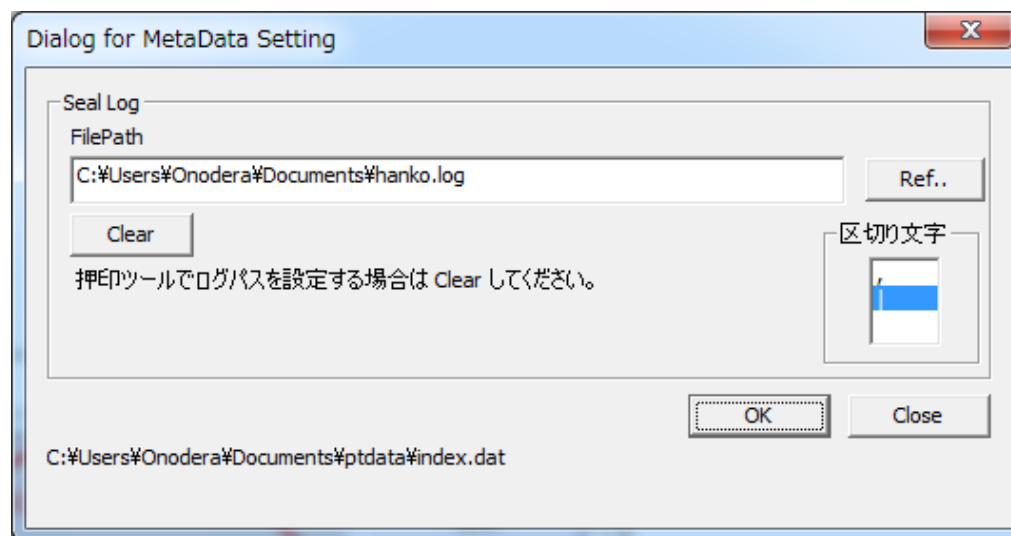 Dialog for MetaData Setting
Seal Log
FilePath
C:¥Users¥Onodera¥Documents¥hanko.log
Ref..
Clear
区切り文字
,
|
押印ツールでログパスを設定する場合は Clear してください。
OK
Close
C:¥Users¥Onodera¥Documents¥ptdata¥index.dat